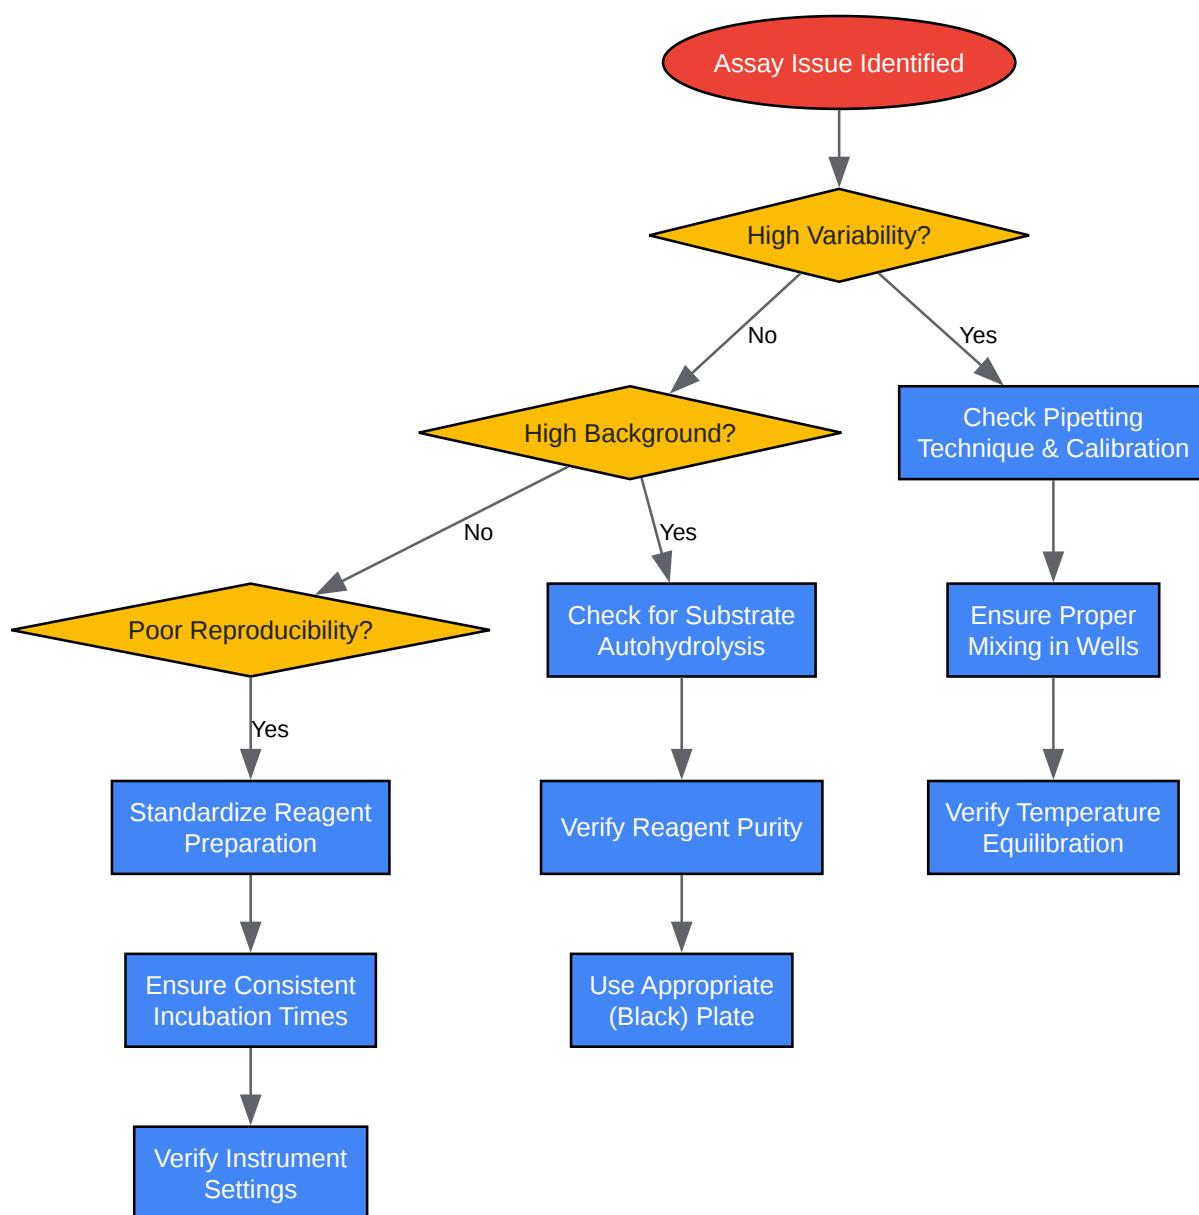 Assay Issue Identified
High Variability?
No
Yes
High Background?
Check Pipetting
Technique & Calibration
No
Yes
Poor Reproducibility?
Check for Substrate
Autohydrolysis
Ensure Proper
Mixing in Wells
Yes
Standardize Reagent
Preparation
Verify Reagent Purity
Verify Temperature
Equilibration
Ensure Consistent
Incubation Times
Use Appropriate
(Black) Plate
Verify Instrument
Settings